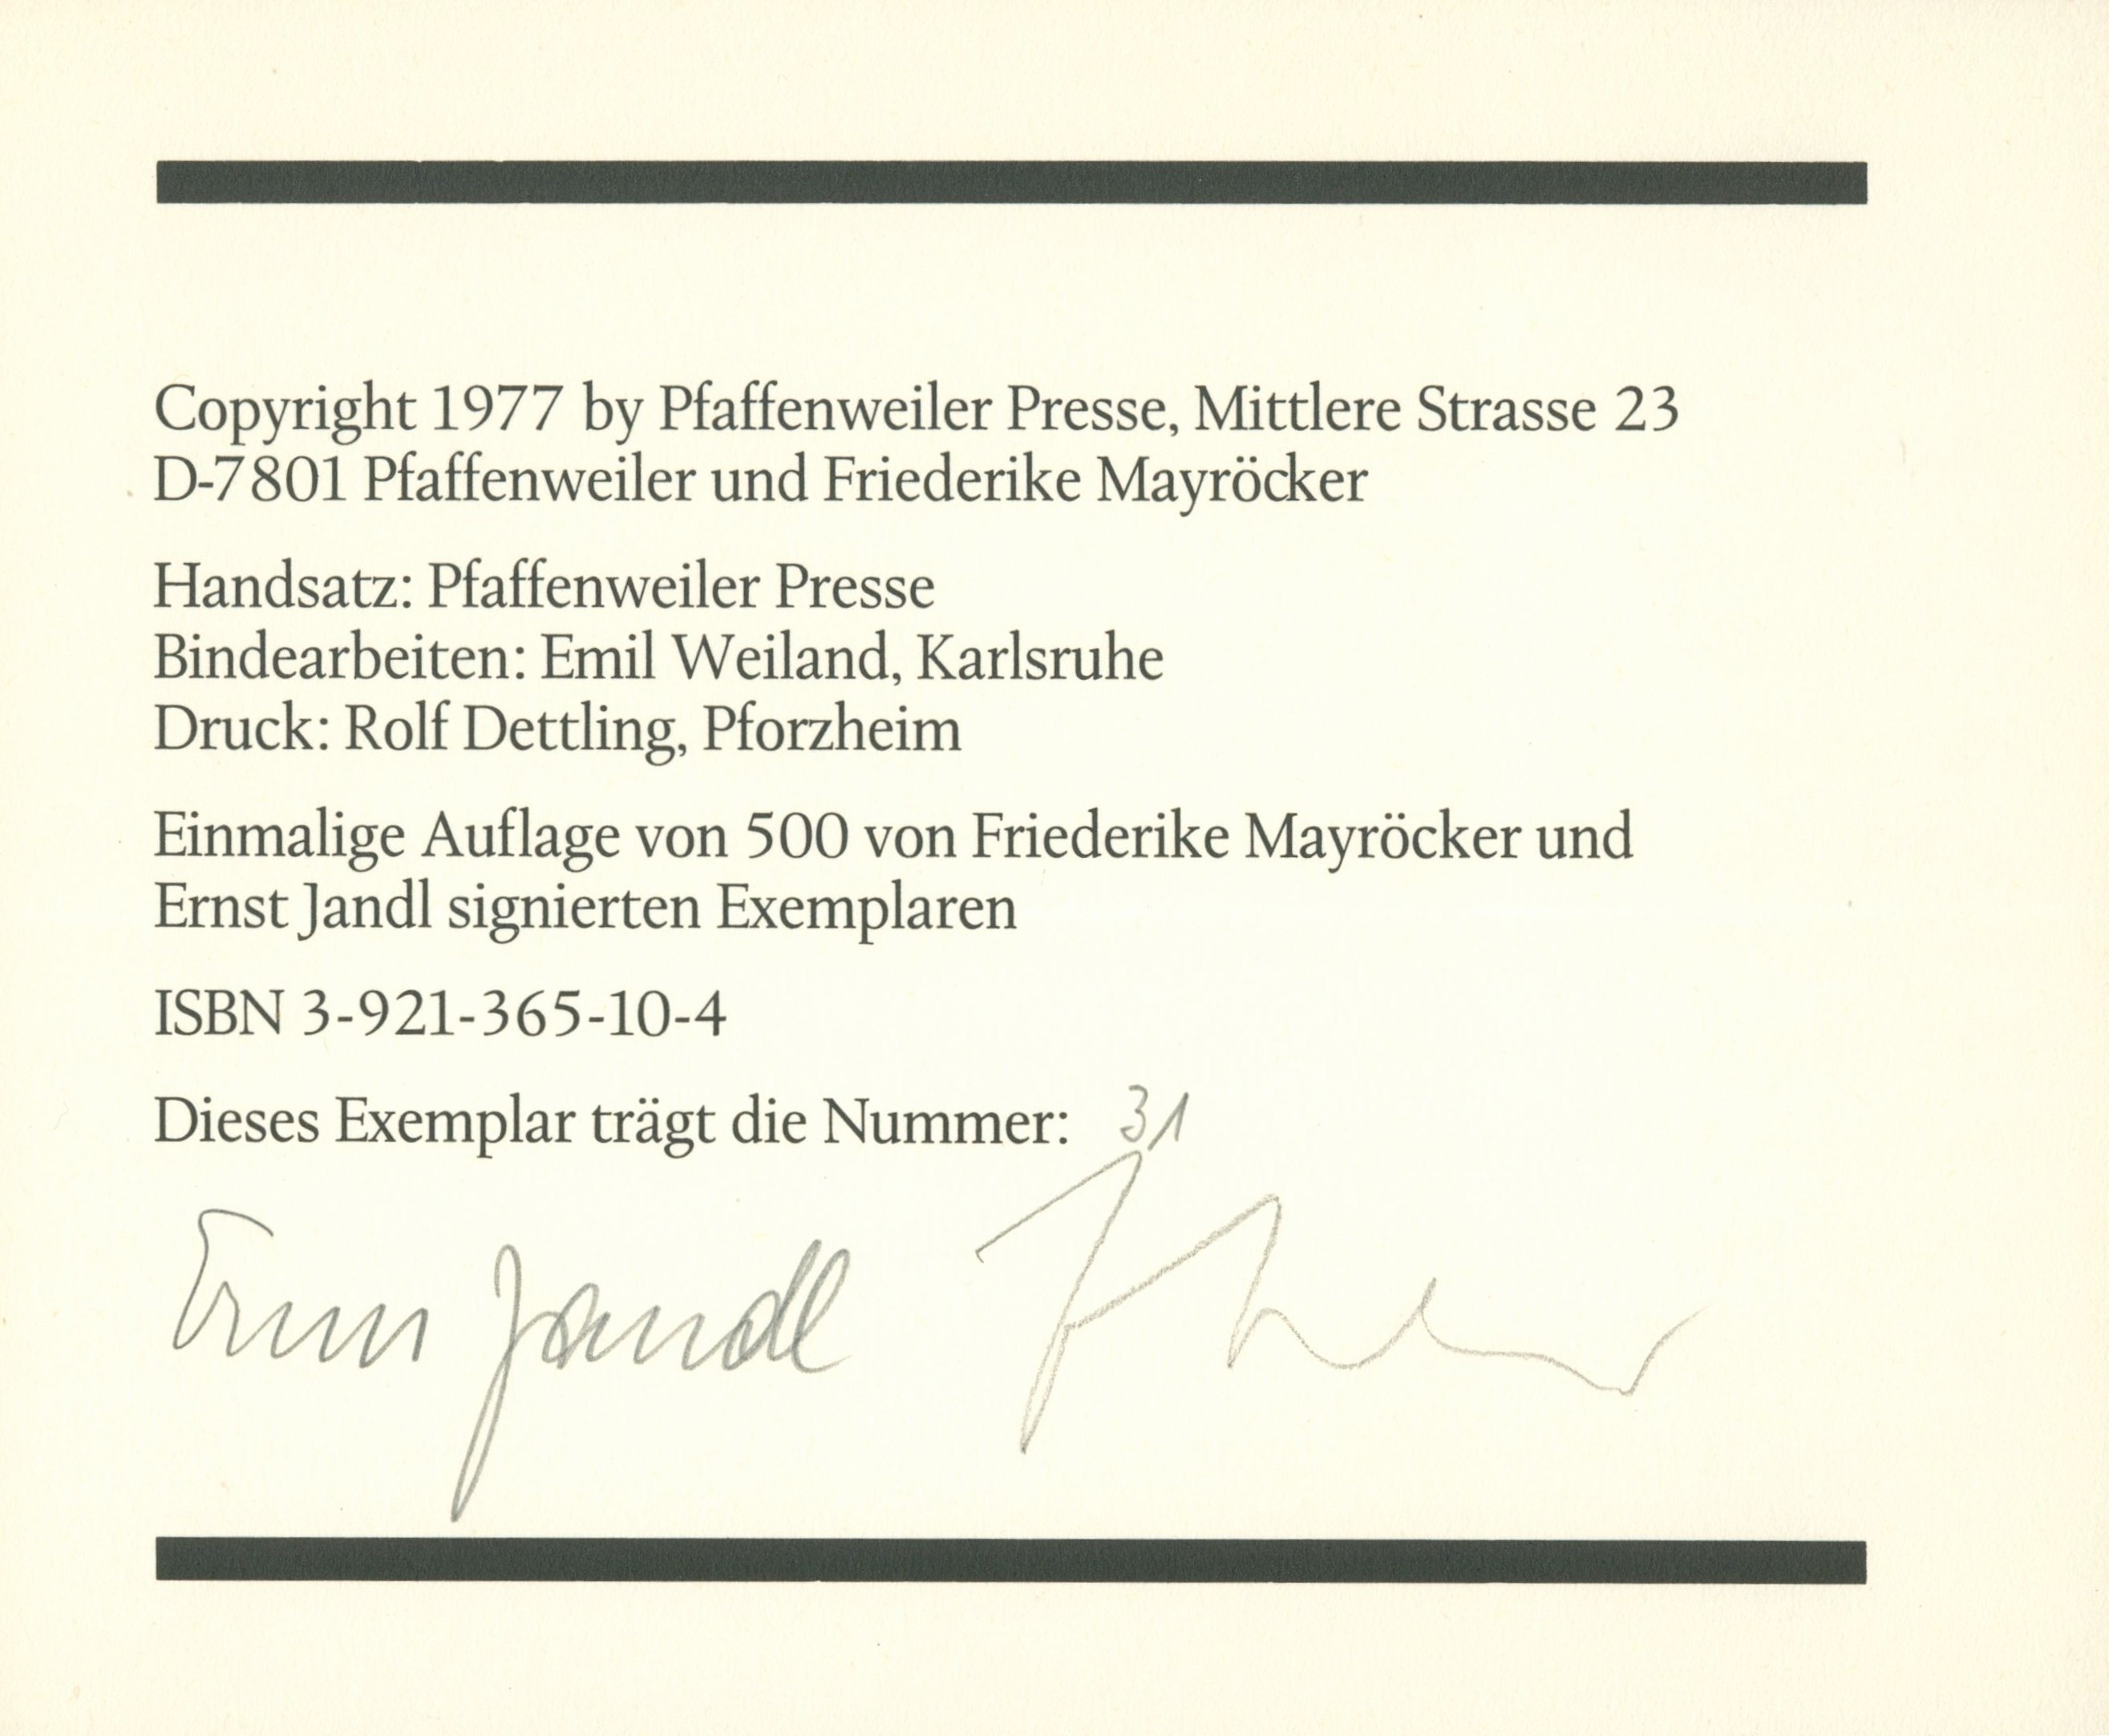 Copyright 1977 by Pfaffenweiler Presse, Mittlere Strasse 23
D-7801 Pfaffenweiler und Friederike Mayröcker
Handsatz: Pfaffenweiler Presse
Bindearbeiten: Emil Weiland, Karlsruhe
Druck: Rolf Dettling, Pforzheim
Einmalige Auflage von 500 von Friederike Mayröcker und
Ernst Jandl signierten Exemplaren
ISBN 3-921-365-10-4
Dieses Exemplar trägt die Nummer: 31
Ernst Jandl